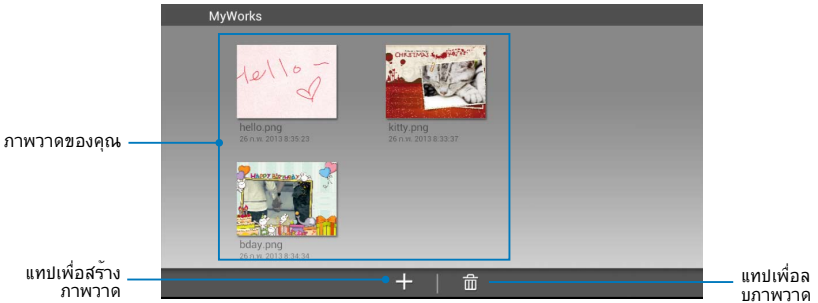 MyWorks
Hello
CHRISTMAS
hello.png
26 ก.พ. 2013 8:35:23
kitty.png
26 ก.พ. 2013 8:33:37
ภาพวาดของคุณ
HAPPY BIRTHDAY
bday.png
26 ก.พ. 2013 8:34:34
แทปเพื่อสร้าง
ภาพวาด
แทปเพื่อล
บภาพวาด